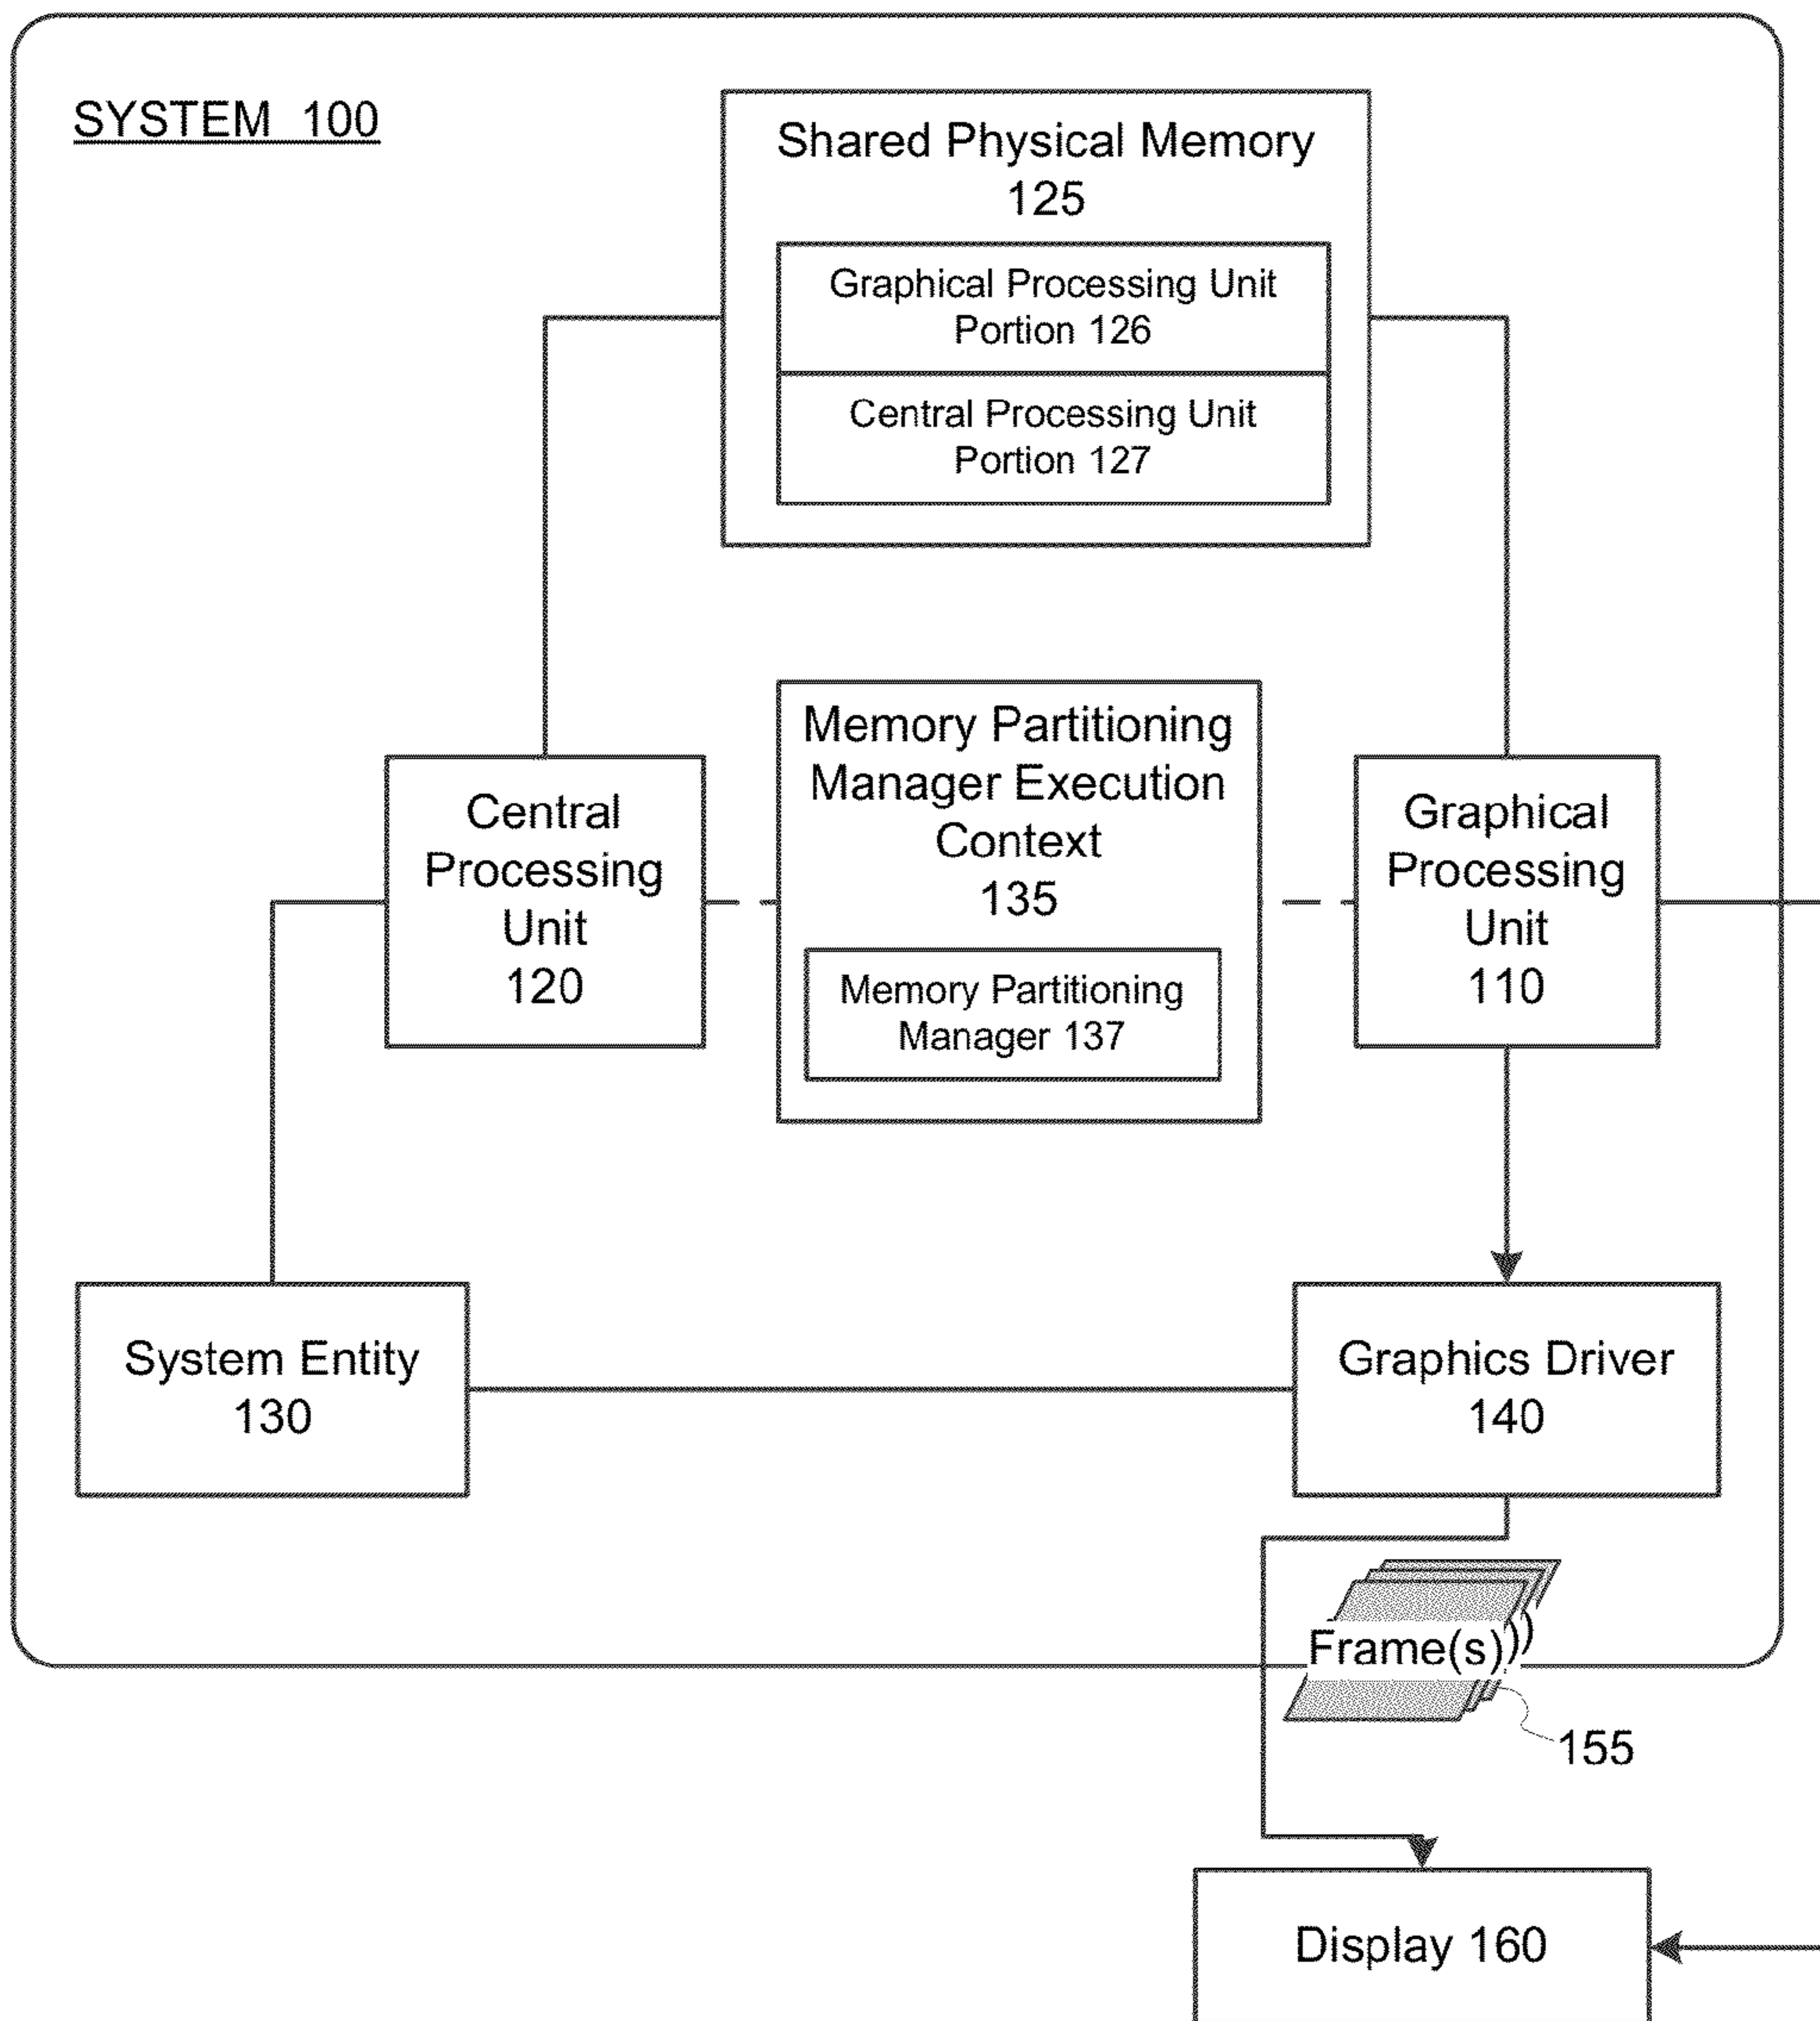 SYSTEM 100
Shared Physical Memory
125
Graphical Processing Unit
Portion 126
Central Processing Unit
Portion 127
Central
Processing
Unit
120
Memory Partitioning
Manager Execution
Context
135
Memory Partitioning
Manager 137
Graphical
Processing
Unit
110
System Entity
130
Graphics Driver
140
Frame(s)))
155
Display 160